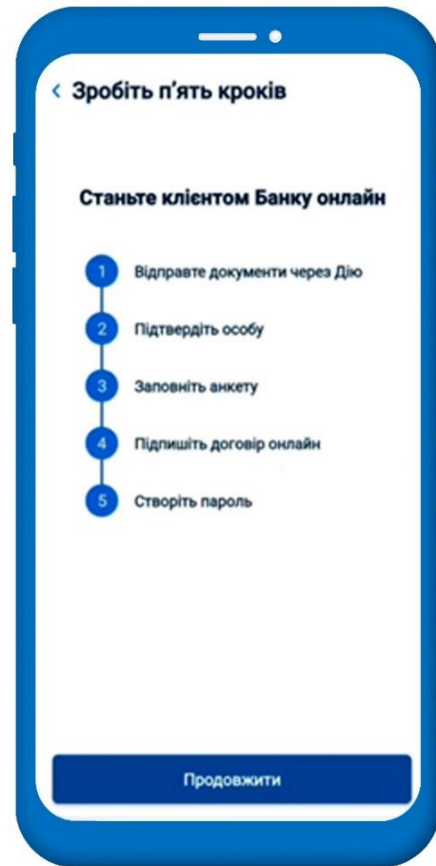 < Зробіть п’ять кроків
Станьте клієнтом Банку онлайн
1 Відправте документи через Дію
2 Підтвердіть особу
3 Заповніть анкету
4 Підпишіть договір онлайн
5 Створіть пароль
Продовжити